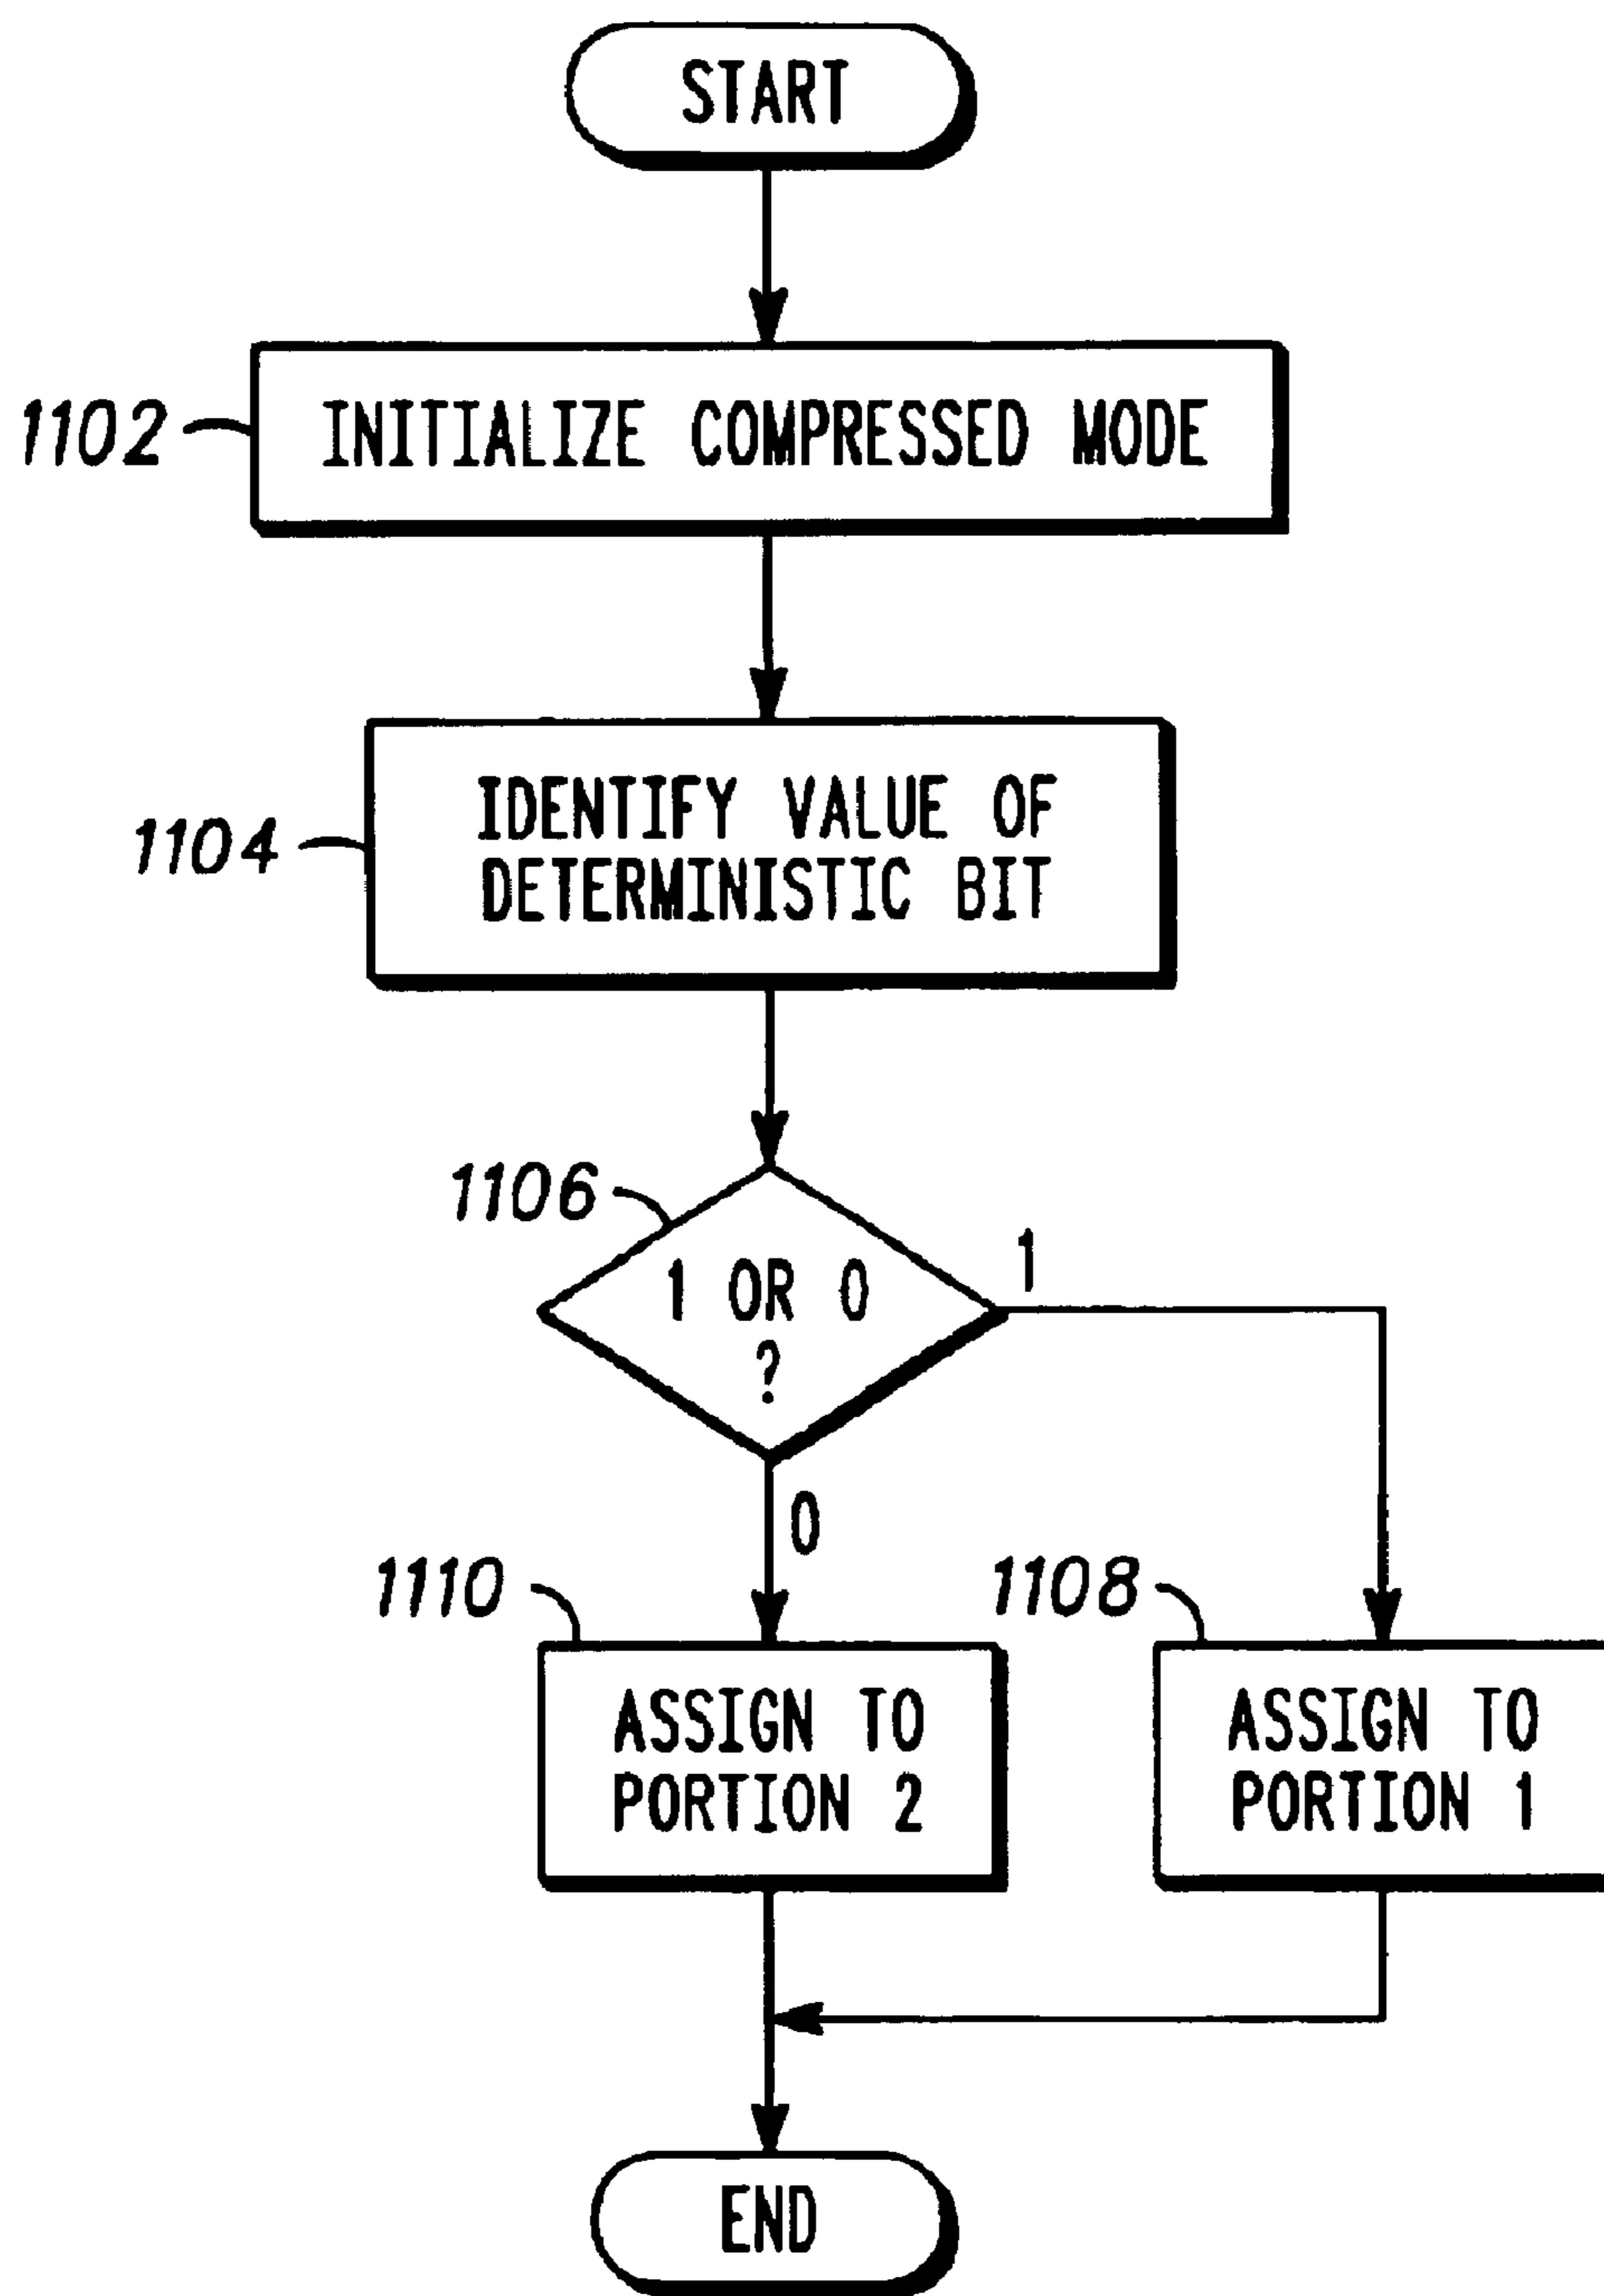 START
1102
INITIALIZE COMPRESSED MODE
1104
IDENTIFY VALUE OF
DETERMINISTIC BIT
1106
1 OR 0
?
1
0
1110
ASSIGN TO
PORTION 2
1108
ASSIGN TO
PORTION 1
END